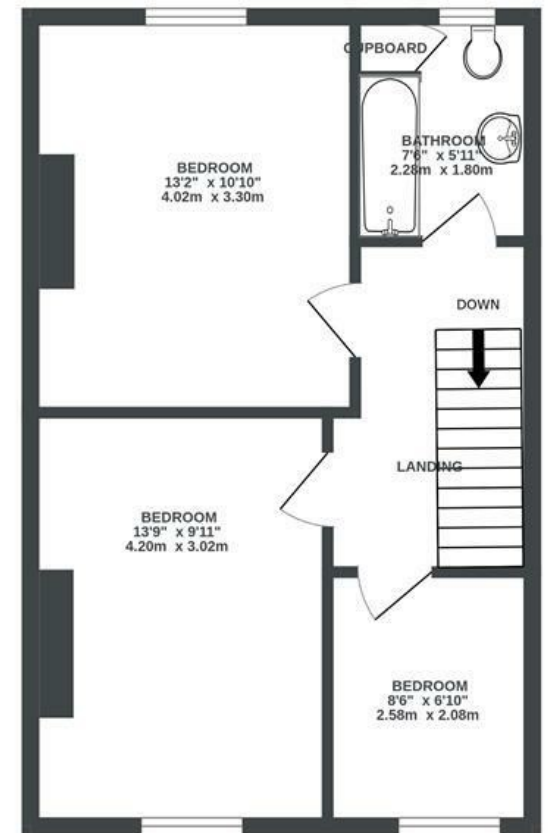 CUPBOARD
BATHROOM
7'6" x 5'11"
2.28m x 1.80m
BEDROOM
13'2" x 10'10"
4.02m x 3.30m
DOWN
LANDING
BEDROOM
13'9" x 9'11"
4.20m x 3.02m
BEDROOM
8'6" x 6'10"
2.58m x 2.08m